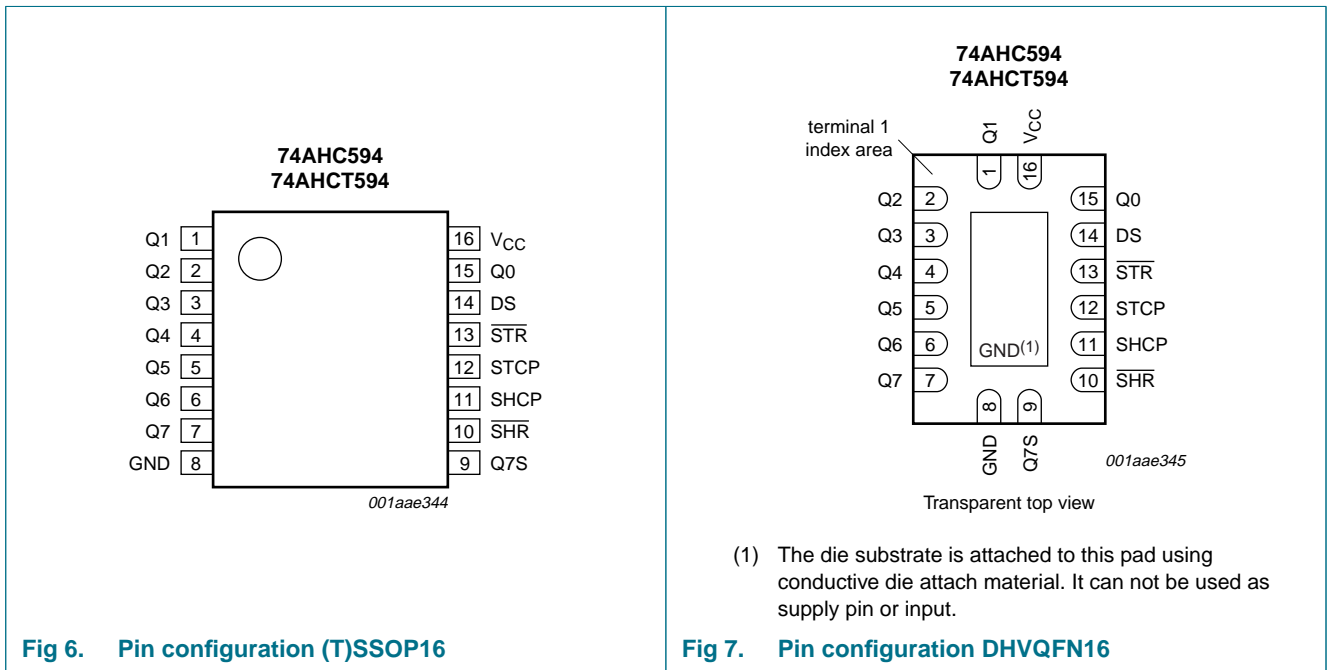 74AHC594
74AHCT594
Q1 1
Q2 2
Q3 3
Q4 4
Q5 5
Q6 6
Q7 7
GND 8
16 VCC
15 Q0
14 DS
13 STR
12 STCP
11 SHCP
10 SHR
9 Q7S
001aae344
Fig 6. Pin configuration (T)SSOP16
74AHC594
74AHCT594
terminal 1
index area
Q1
VCC
1
16
Q2 2
Q3 3
Q4 4
Q5 5
Q6 6
Q7 7
15 Q0
14 DS
13 STR
12 STCP
11 SHCP
10 SHR
GND(1)
8
9
GND
Q7S
001aae345
Transparent top view
(1) The die substrate is attached to this pad using
conductive die attach material. It can not be used as
supply pin or input.
Fig 7. Pin configuration DHVQFN16